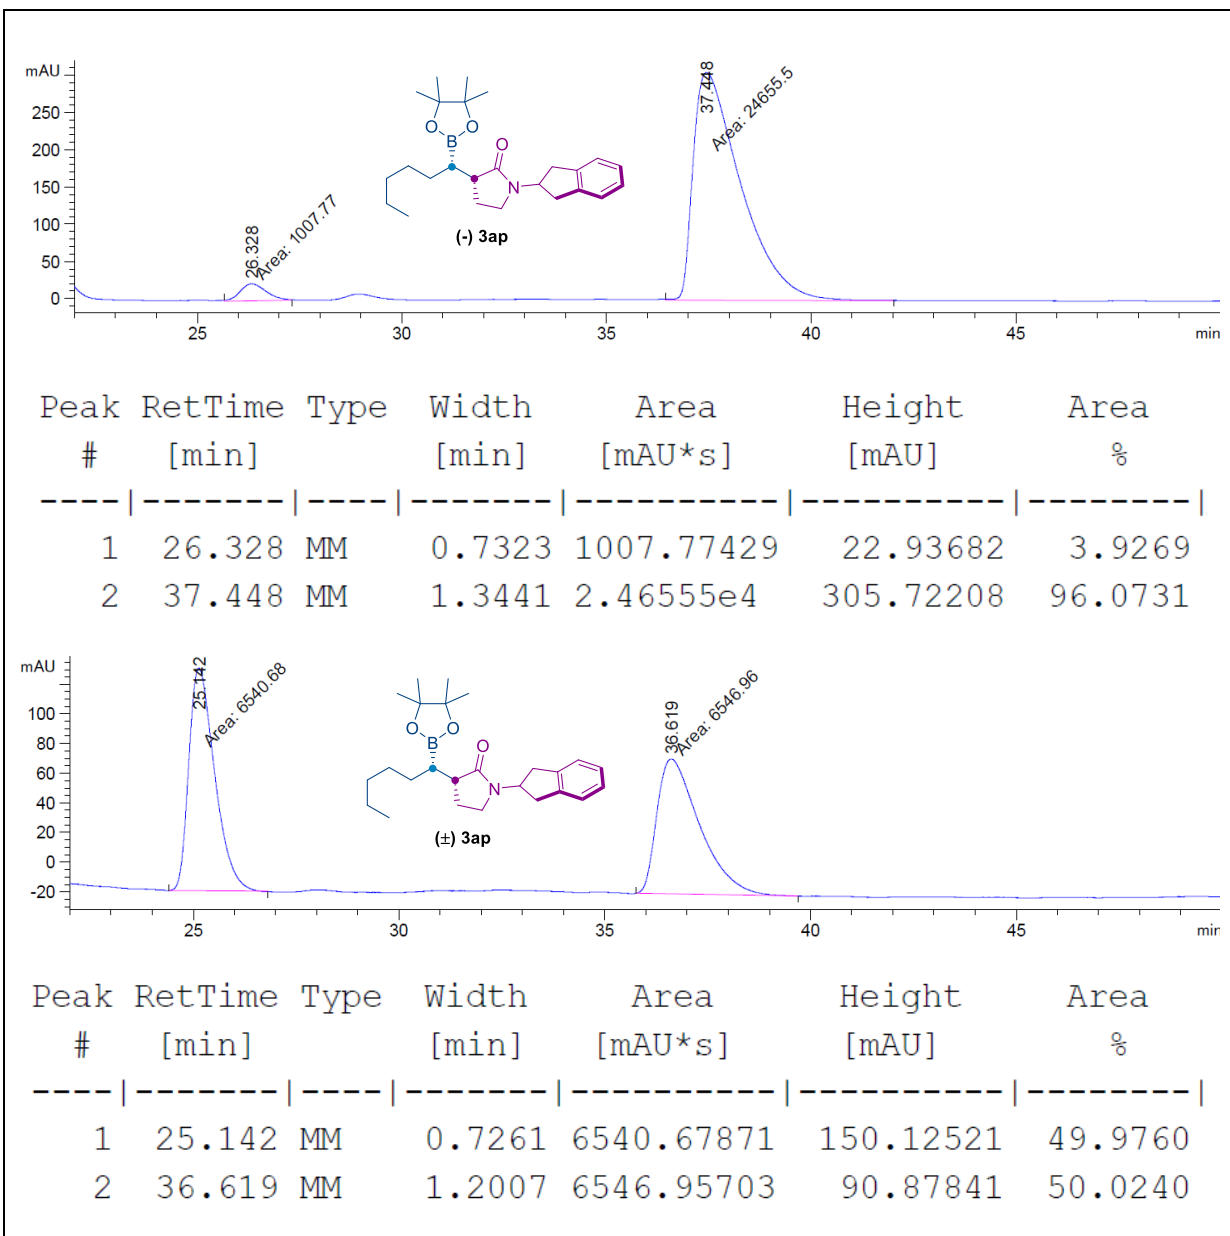 mAU
250
200
150
100
50
0
26.328
Area: 1007.77
37.448
Area: 24655.5
O O
B
O
N
(-) 3ap
25 30 35 40 45 min
Peak RetTime Type Width Area Height Area
# [min] [min] [mAU*s] [mAU] %
----|-------|----|-------|----------|----------|--------|
1 26.328 MM 0.7323 1007.77429 22.93682 3.9269
2 37.448 MM 1.3441 2.46555e4 305.72208 96.0731
mAU
100
80
60
40
20
0
-20
25.142
Area: 6540.68
36.619
Area: 6546.96
O O
B
O
N
(±) 3ap
25 30 35 40 45 min
Peak RetTime Type Width Area Height Area
# [min] [min] [mAU*s] [mAU] %
----|-------|----|-------|----------|----------|--------|
1 25.142 MM 0.7261 6540.67871 150.12521 49.9760
2 36.619 MM 1.2007 6546.95703 90.87841 50.0240